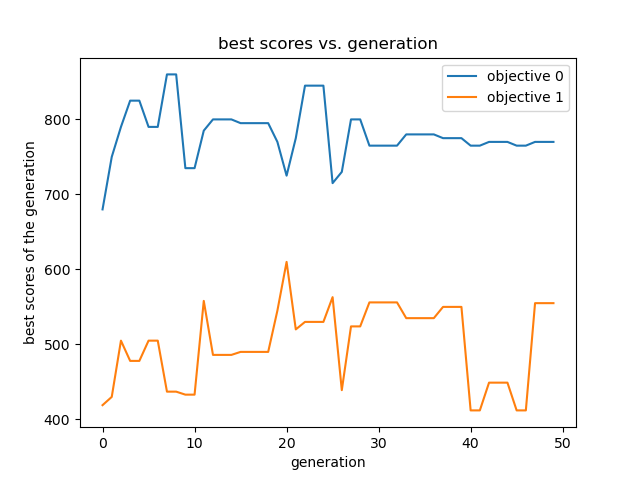 best scores vs. generation
objective 0
objective 1
best scores of the generation
800
700
600
500
400
0 10 20 30 40 50
generation